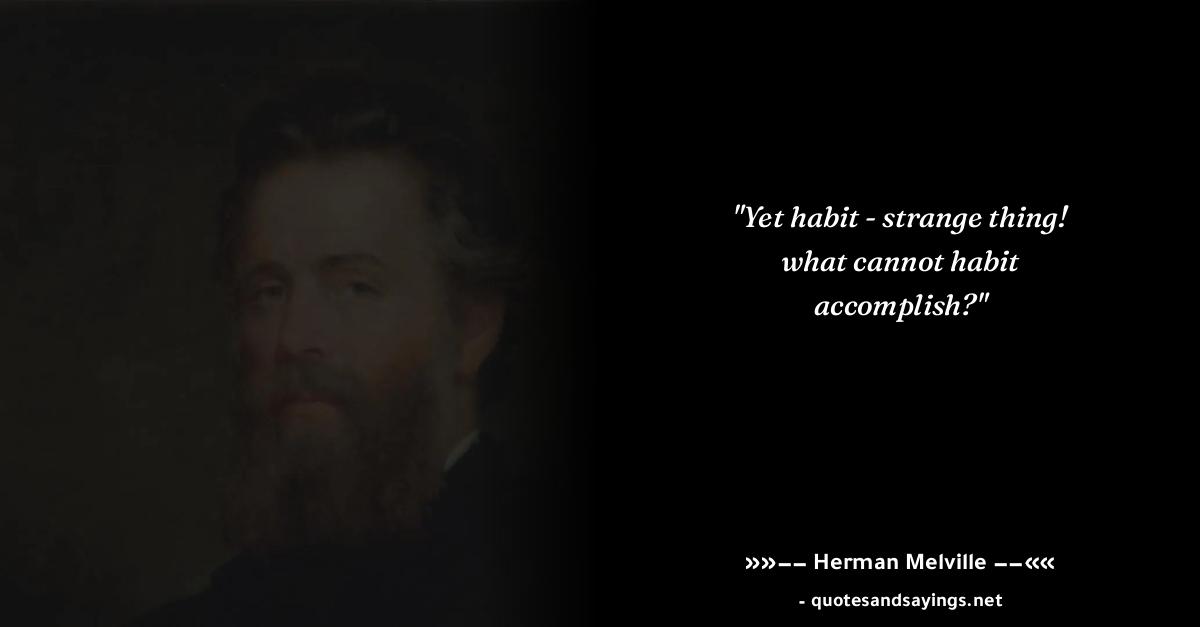 "Yet habit - strange thing!
what cannot habit
accomplish?"
»»−− Herman Melville −−««
- quotesandsayings.net